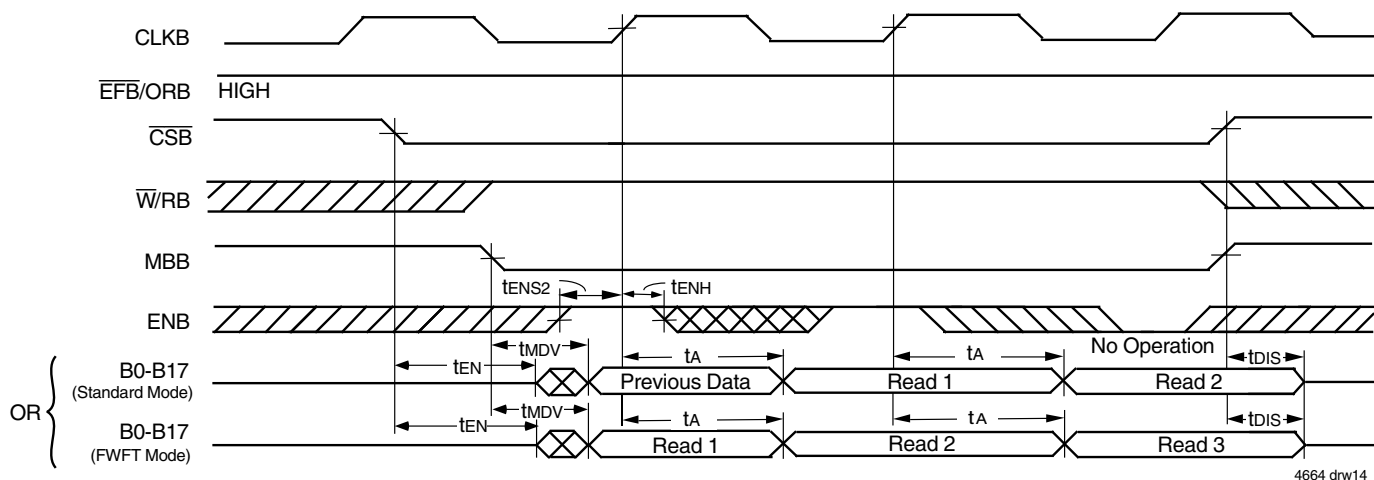 CLKB
EFB/ORB HIGH
CSB
W/RB
MBB
tENS2 tENH
ENB
No Operation
tMDV tA tA
tEN tDIS
B0-B17
(Standard Mode)
Previous Data Read 1 Read 2
OR
tMDV tA tA
tEN tDIS
B0-B17
(FWFT Mode)
Read 1 Read 2 Read 3
4664 drw14